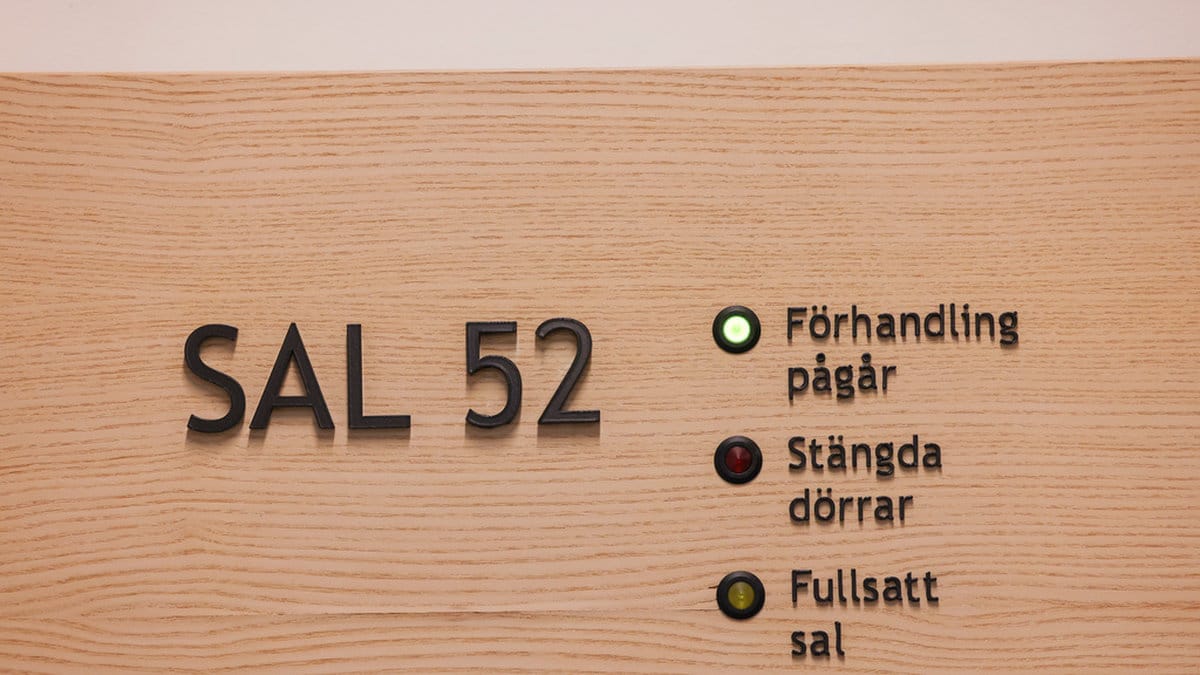 SAL 52
Förhandling
pågår
Stängda
dörrar
Fullsatt
sal